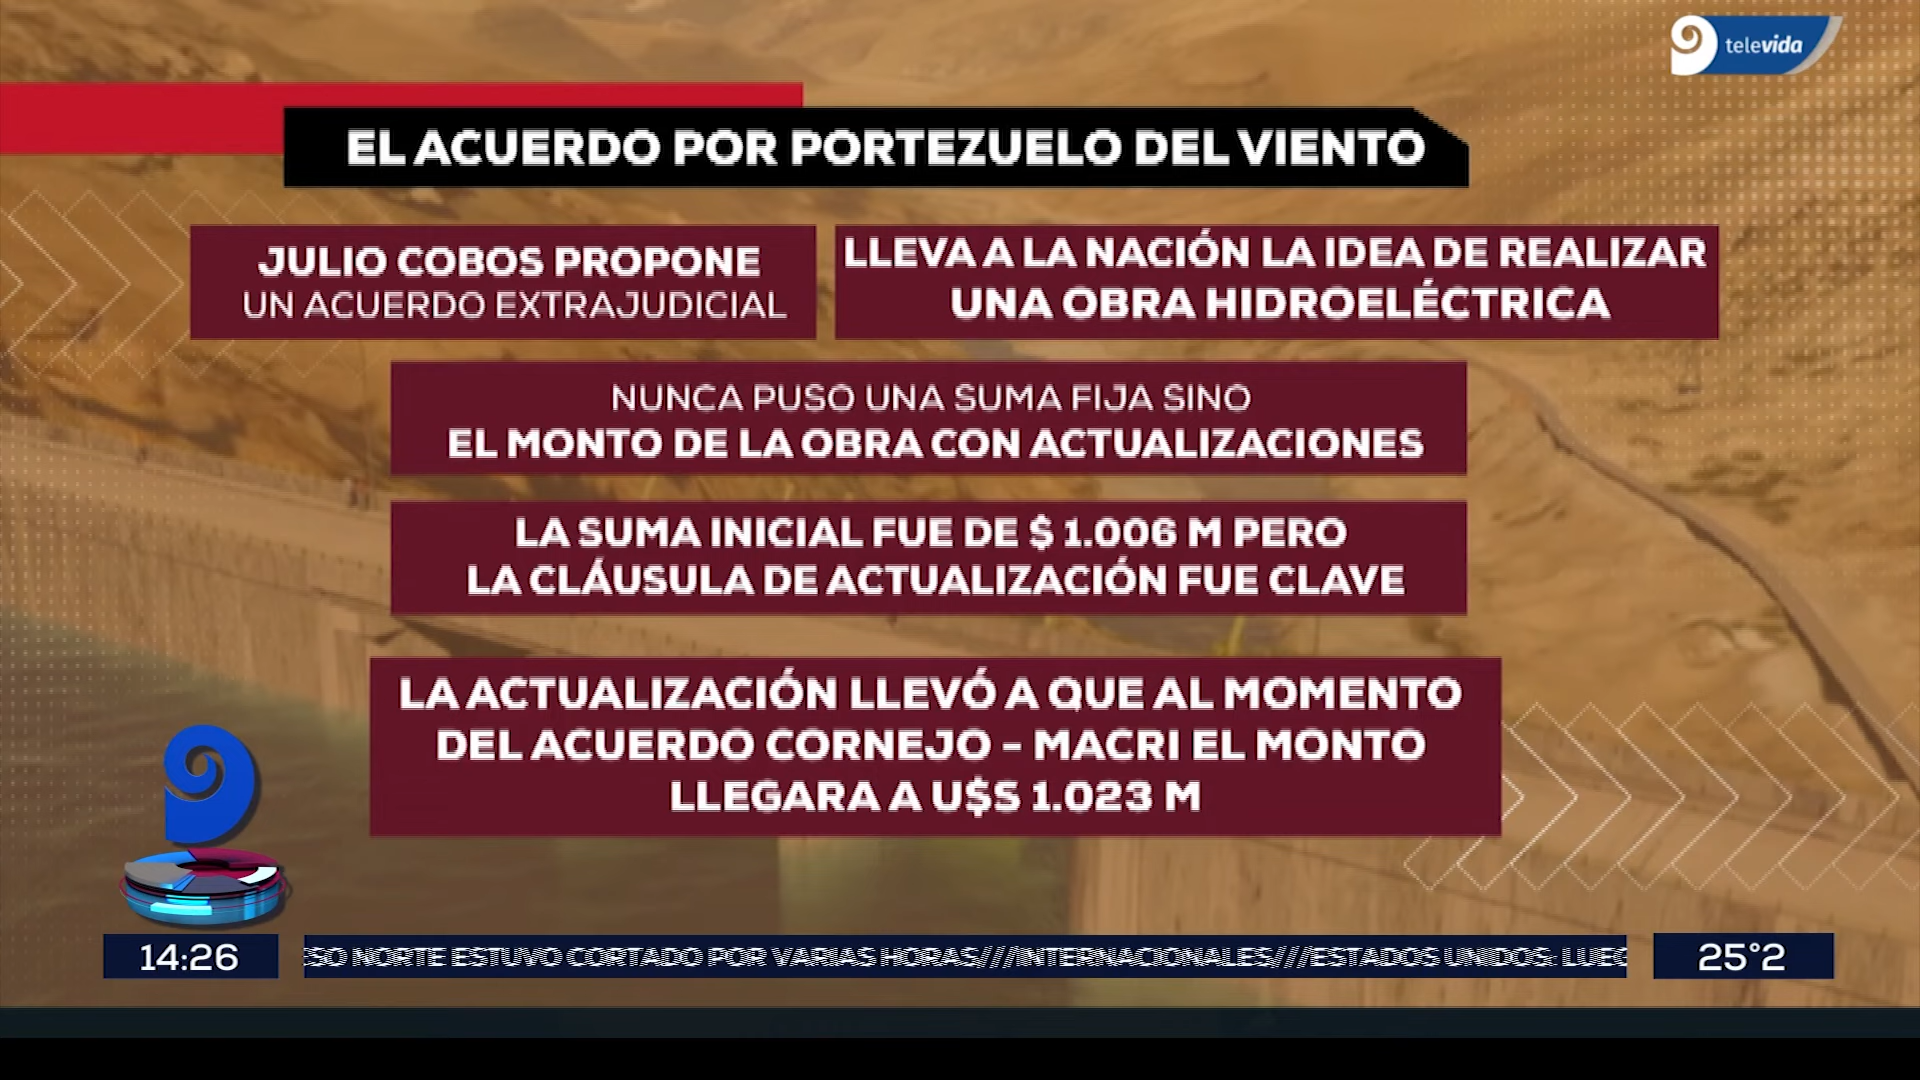 televida
EL ACUERDO POR PORTEZUELO DEL VIENTO
JULIO COBOS PROPONE
UN ACUERDO EXTRAJUDICIAL
LLEVA A LA NACIÓN LA IDEA DE REALIZAR
UNA OBRA HIDROELÉCTRICA
NUNCA PUSO UNA SUMA FIJA SINO
EL MONTO DE LA OBRA CON ACTUALIZACIONES
LA SUMA INICIAL FUE DE $ 1.006 M PERO
LA CLÁUSULA DE ACTUALIZACIÓN FUE CLAVE
LA ACTUALIZACIÓN LLEVÓ A QUE AL MOMENTO
DEL ACUERDO CORNEJO - MACRI EL MONTO
LLEGARA A U$S 1.023 M
14:26
NORTE ESTUVO CORTADO POR VARIAS HORAS///INTERNACIONALES///ESTADOS UNIDOS:
25°2